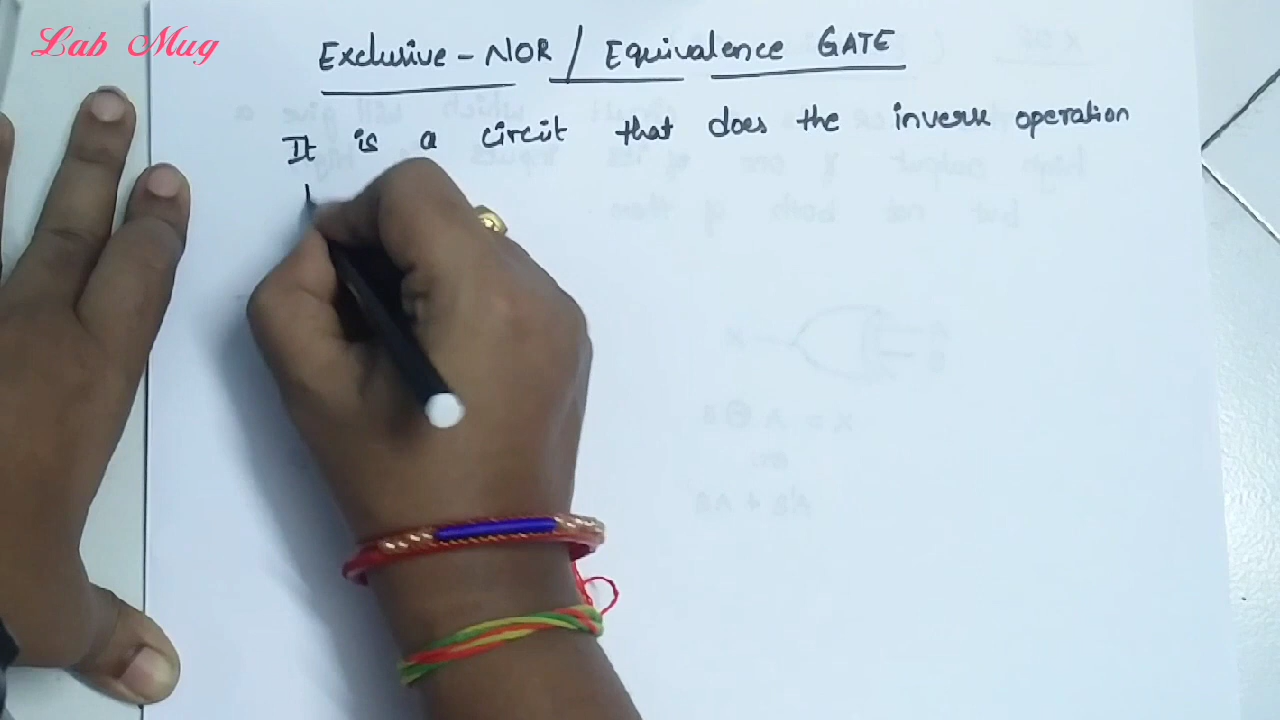 Lab Mug
Exclusive - NOR / Equivalence GATE
It is a circit that does the inverse operation